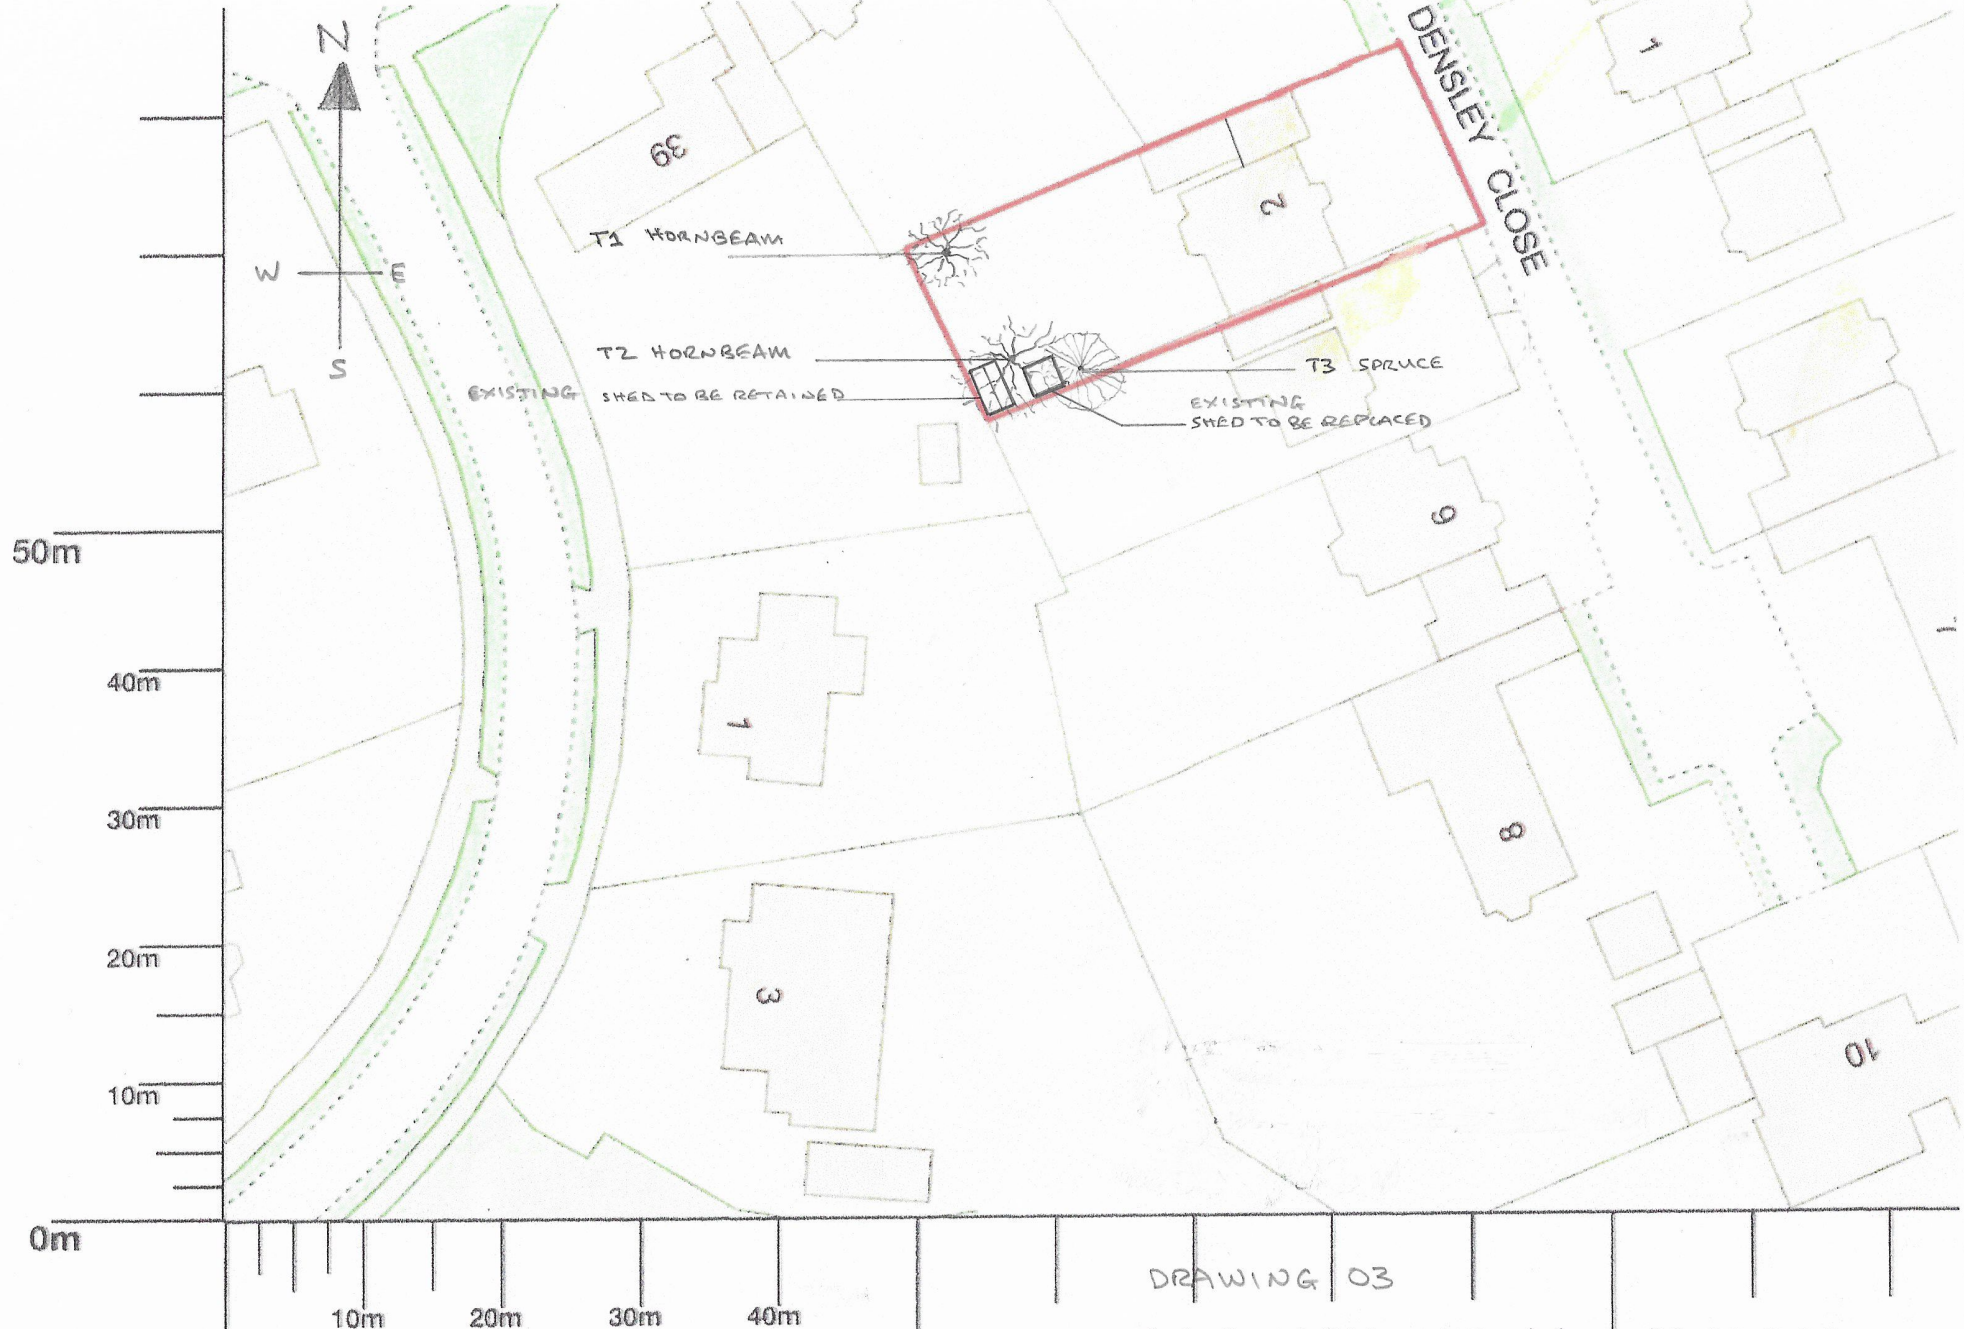 N
W E
S
DENSLEY CLOSE
1
39
2
T1 HORNBEAM
T2 HORNBEAM
T3 SPRUCE
EXISTING SHED TO BE RETAINED
EXISTING
SHED TO BE REPLACED
6
1
8
3
10
50m
40m
30m
20m
10m
0m
10m 20m 30m 40m
DRAWING 03